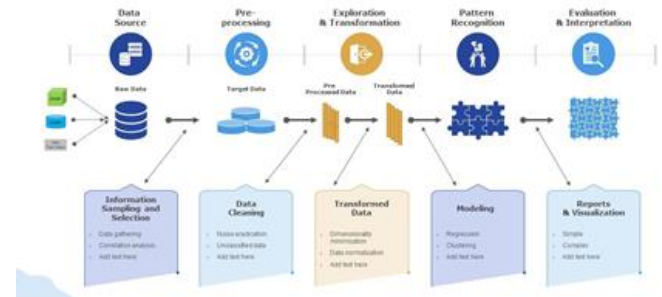 Data
Source
Pre-
processing
Exploration
& Transformation
Pattern
Recognition
Evaluation
& Interpretation
Raw Data
Target Data
Pre
Processed Data
Transformed
Data
Information
Sampling and
Selection
• Data gathering
• Correlation analysis
• Add text here
Data
Cleaning
• Noise eradication
• Unclassified data
• Add text here
Transformed
Data
• Dimensionality
minimization
• Data normalization
• Add text here
Modeling
• Regression
• Clustering
• Add text here
Reports
& Visualization
• Simple
• Complex
• Add text here